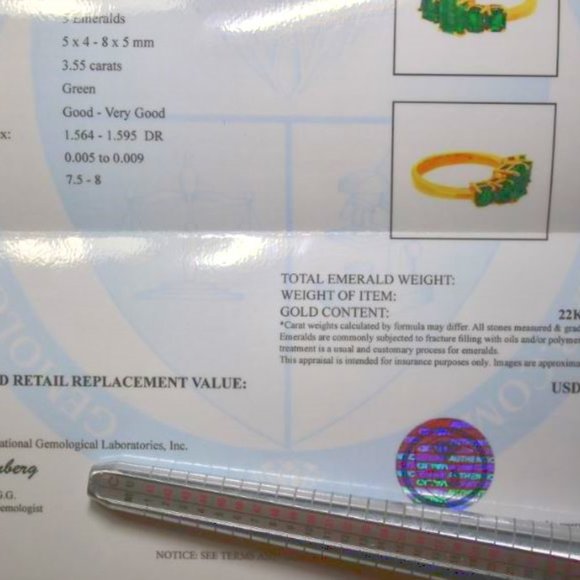 5 Emeralds
5 x 4 - 8 x 5 mm
3.55 carats
Green
Good - Very Good
x: 1.564 - 1.595 DR
0.005 to 0.009
7.5 - 8
TOTAL EMERALD WEIGHT:
WEIGHT OF ITEM:
GOLD CONTENT: 22K
*Carat weights calculated by formula may differ. All stones measured & grad
Emeralds are commonly subjected to fracture filling with oils and/or polymer
treatment is a usual and customary process for emeralds.
This appraisal is intended for insurance purposes only. Images are approxima
D RETAIL REPLACEMENT VALUE: USD
ational Gemological Laboratories, Inc.
berg
G.G.
emologist
AUTHENTIC
NOTICE: SEE TERMS